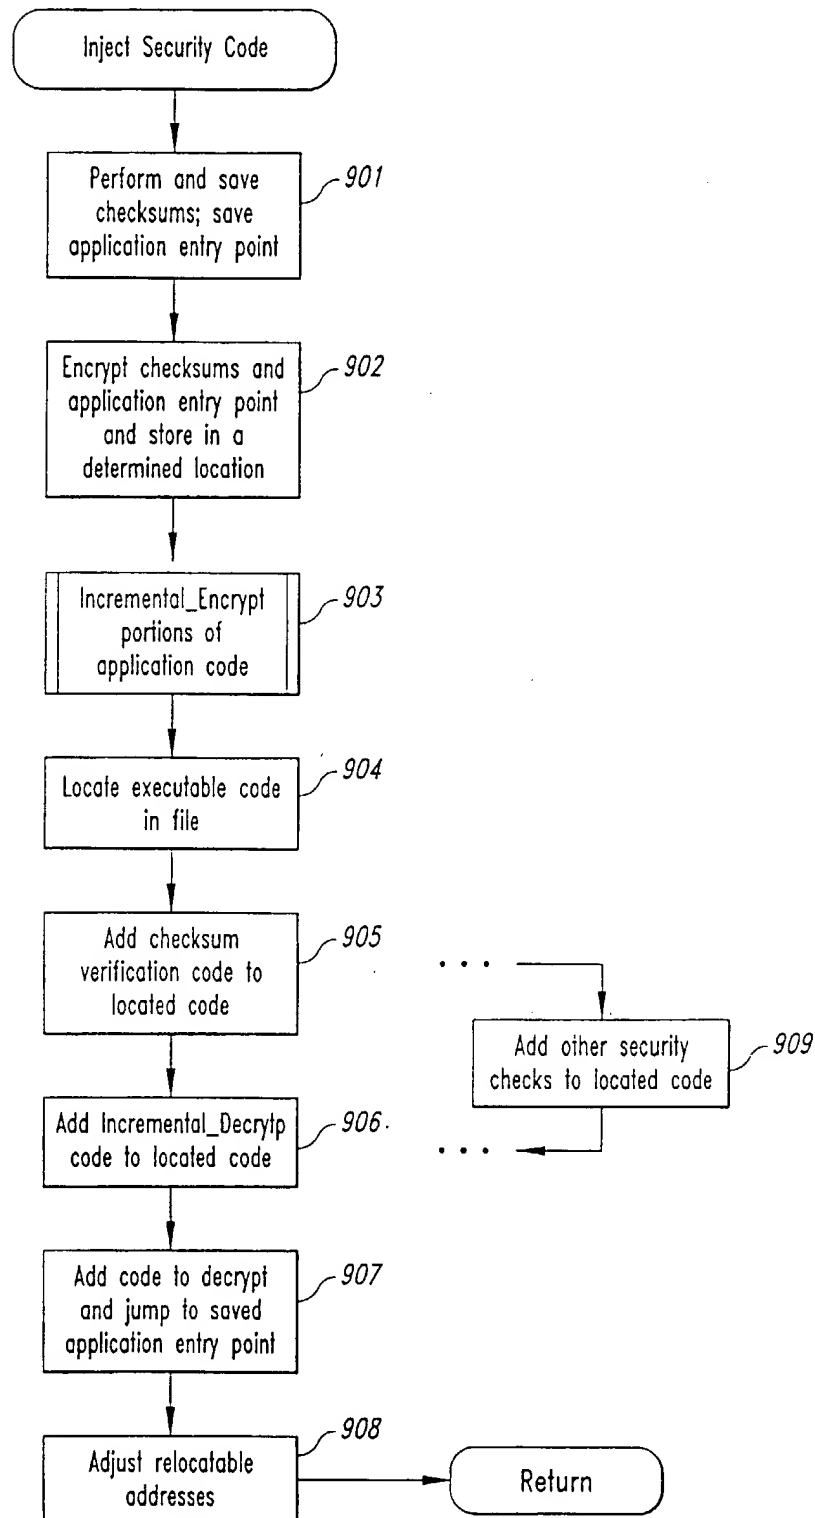 Inject Security Code
Perform and save
checksums; save
application entry point
901
Encrypt checksums and
application entry point
and store in a
determined location
902
Incremental_Encrypt
portions of
application code
903
Locate executable code
in file
904
Add checksum
verification code to
located code
905
Add other security
checks to located code
909
Add Incremental_Decrytp
code to located code
906.
Add code to decrypt
and jump to saved
application entry point
907
Adjust relocatable
addresses
908
Return